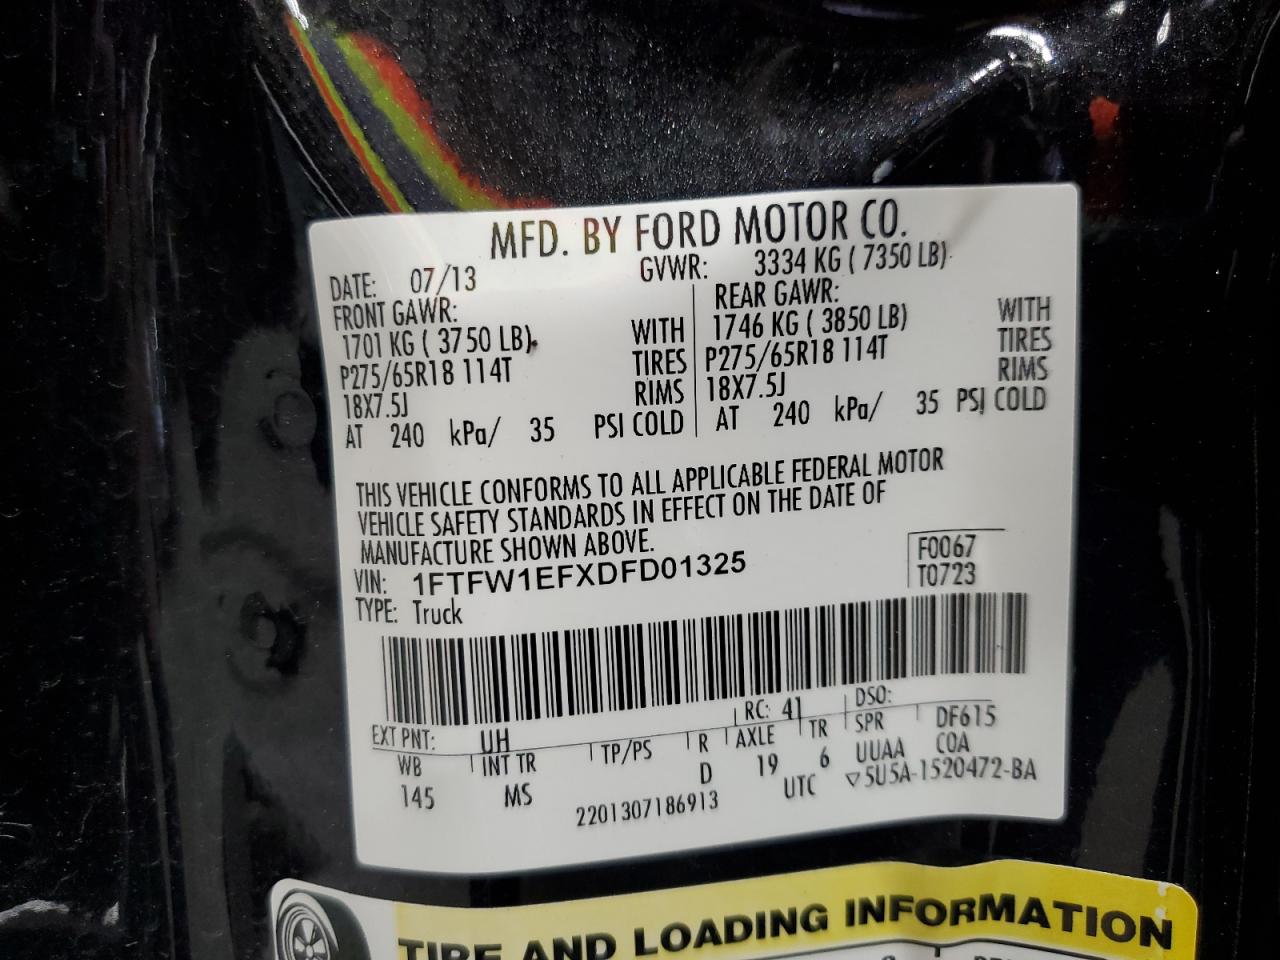 MFD. BY FORD MOTOR CO.
DATE: 07/13 GVWR: 3334 KG ( 7350 LB)
FRONT GAWR: REAR GAWR:
1701 KG ( 3750 LB) WITH 1746 KG ( 3850 LB) WITH
P275/65R18 114T TIRES P275/65R18 114T TIRES
18X7.5J RIMS 18X7.5J RIMS
AT 240 kPa/ 35 PSI COLD AT 240 kPa/ 35 PSI COLD
THIS VEHICLE CONFORMS TO ALL APPLICABLE FEDERAL MOTOR
VEHICLE SAFETY STANDARDS IN EFFECT ON THE DATE OF
MANUFACTURE SHOWN ABOVE.
VIN: 1FTFW1EFXDFD01325 F0067
TYPE: Truck T0723
EXT PNT: UH RC: 41 DSO:
WB INT TR TP/PS R AXLE TR SPR DF615
145 MS D 19 6 UUAA COA
2201307186913 UTC ▽5U5A-1520472-BA
TIRE AND LOADING INFORMATION